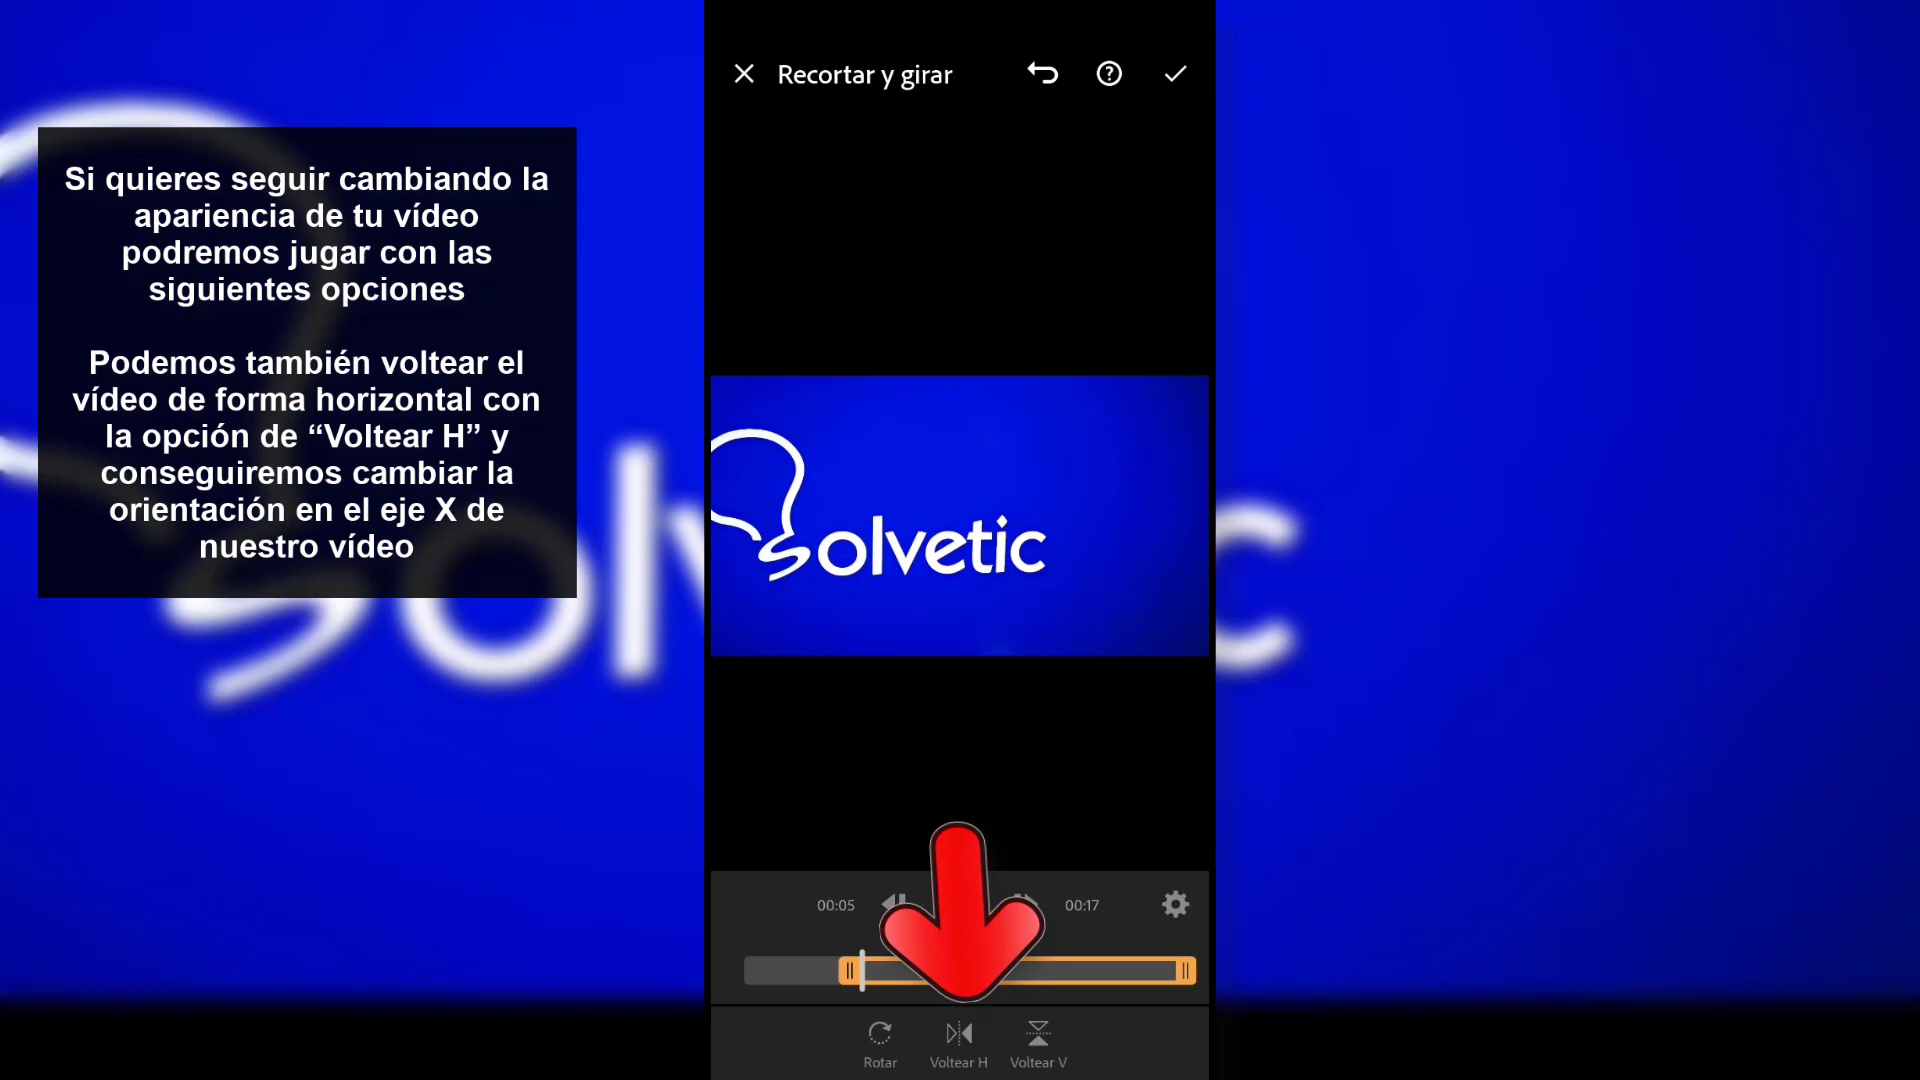 Si quieres seguir cambiando la
apariencia de tu vídeo
podremos jugar con las
siguientes opciones
Podemos también voltear el
vídeo de forma horizontal con
la opción de “Voltear H” y
conseguiremos cambiar la
orientación en el eje X de
nuestro vídeo
Recortar y girar
Solvetic
00:05
00:17
Rotar
Voltear H
Voltear V